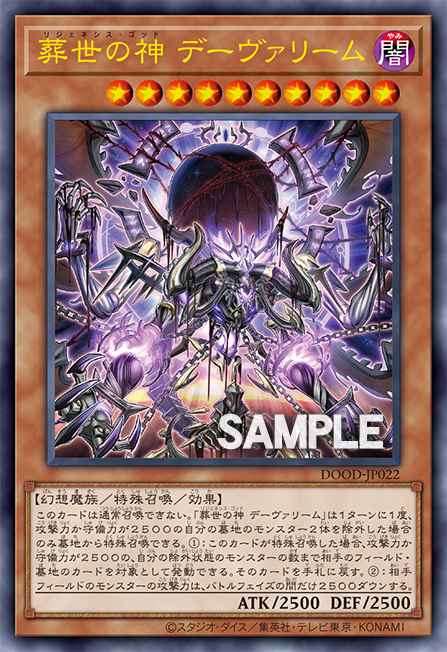 リジェネシス・ゴッド
葬世の神 デーヴァリーム
やみ
闇
SAMPLE
DOOD-JP022
【幻想魔族／特殊召喚／効果】
このカードは通常召喚できない。「葬世の神 デーヴァリーム」は1ターンに1度、
攻撃力か守備力が２５００の自分の墓地のモンスター2体を除外した場合
のみ墓地から特殊召喚できる。①：このカードが特殊召喚した場合、攻撃力か
守備力が２５００の、自分の除外状態のモンスターの数まで相手のフィールド・
墓地のカードを対象として発動できる。そのカードを手札に戻す。②：相手
フィールドのモンスターの攻撃力は、バトルフェイズの間だけ2500ダウンする。
ATK/2500 DEF/2500
©スタジオ・ダイス／集英社・テレビ東京・KONAMI